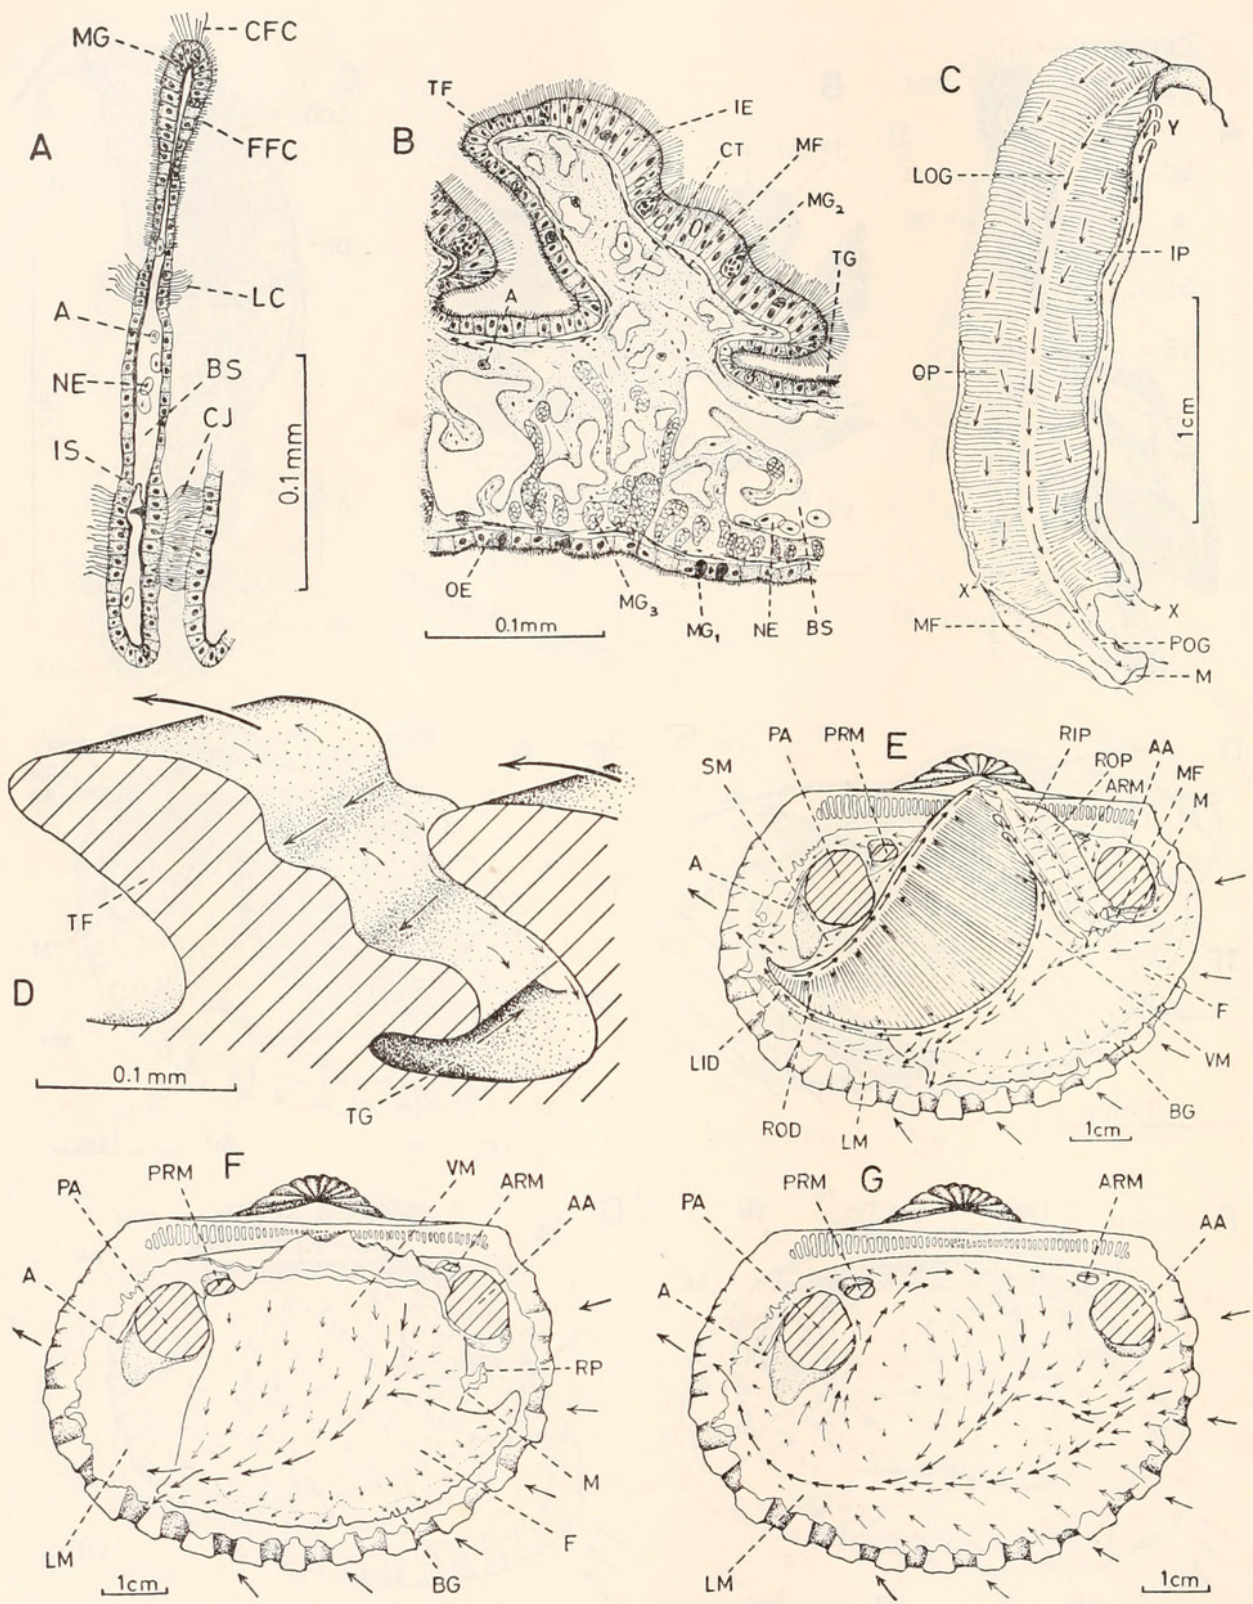 A
MG
CFC
FFC
LC
A
NE
BS
CJ
IS
0.1 mm
B
TF
IE
CT
MF
MG2
TG
A
OE
MG3
MG1
NE
BS
0.1mm
C
Y
LOG
IP
OP
1cm
X
X
MF
POG
M
D
TF
TG
0.1 mm
E
PA
PRM
SM
RIP
ROP
AA
ARM
MF
M
A
F
VM
LID
ROD
LM
BG
1cm
F
PA
PRM
VM
ARM
AA
A
RP
M
F
LM
BG
1cm
G
PA
PRM
ARM
AA
A
LM
1cm